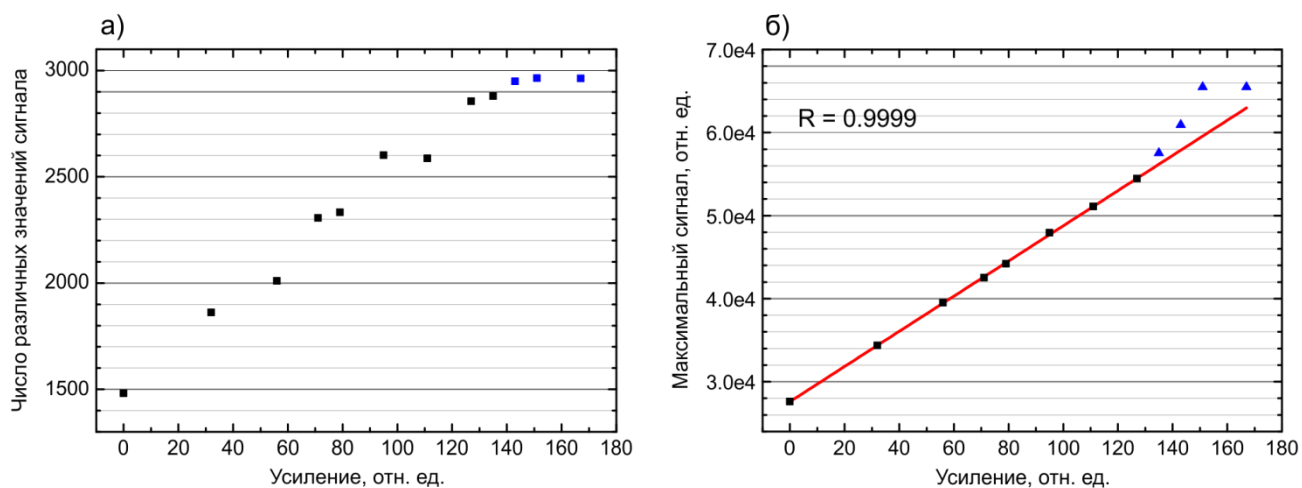 а)
Число различных значений сигнала
3000
2500
2000
1500
0 20 40 60 80 100 120 140 160 180
Усиление, отн. ед.
б)
Максимальный сигнал, отн. ед.
7.0e4
6.0e4
5.0e4
4.0e4
3.0e4
R = 0.9999
0 20 40 60 80 100 120 140 160 180
Усиление, отн. ед.